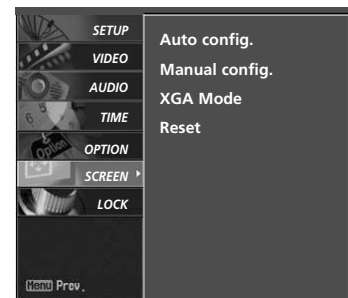 SETUP
VIDEO
AUDIO
TIME
OPTION
SCREEN
LOCK
Menu Prev.
Auto config.
Manual config.
XGA Mode
Reset